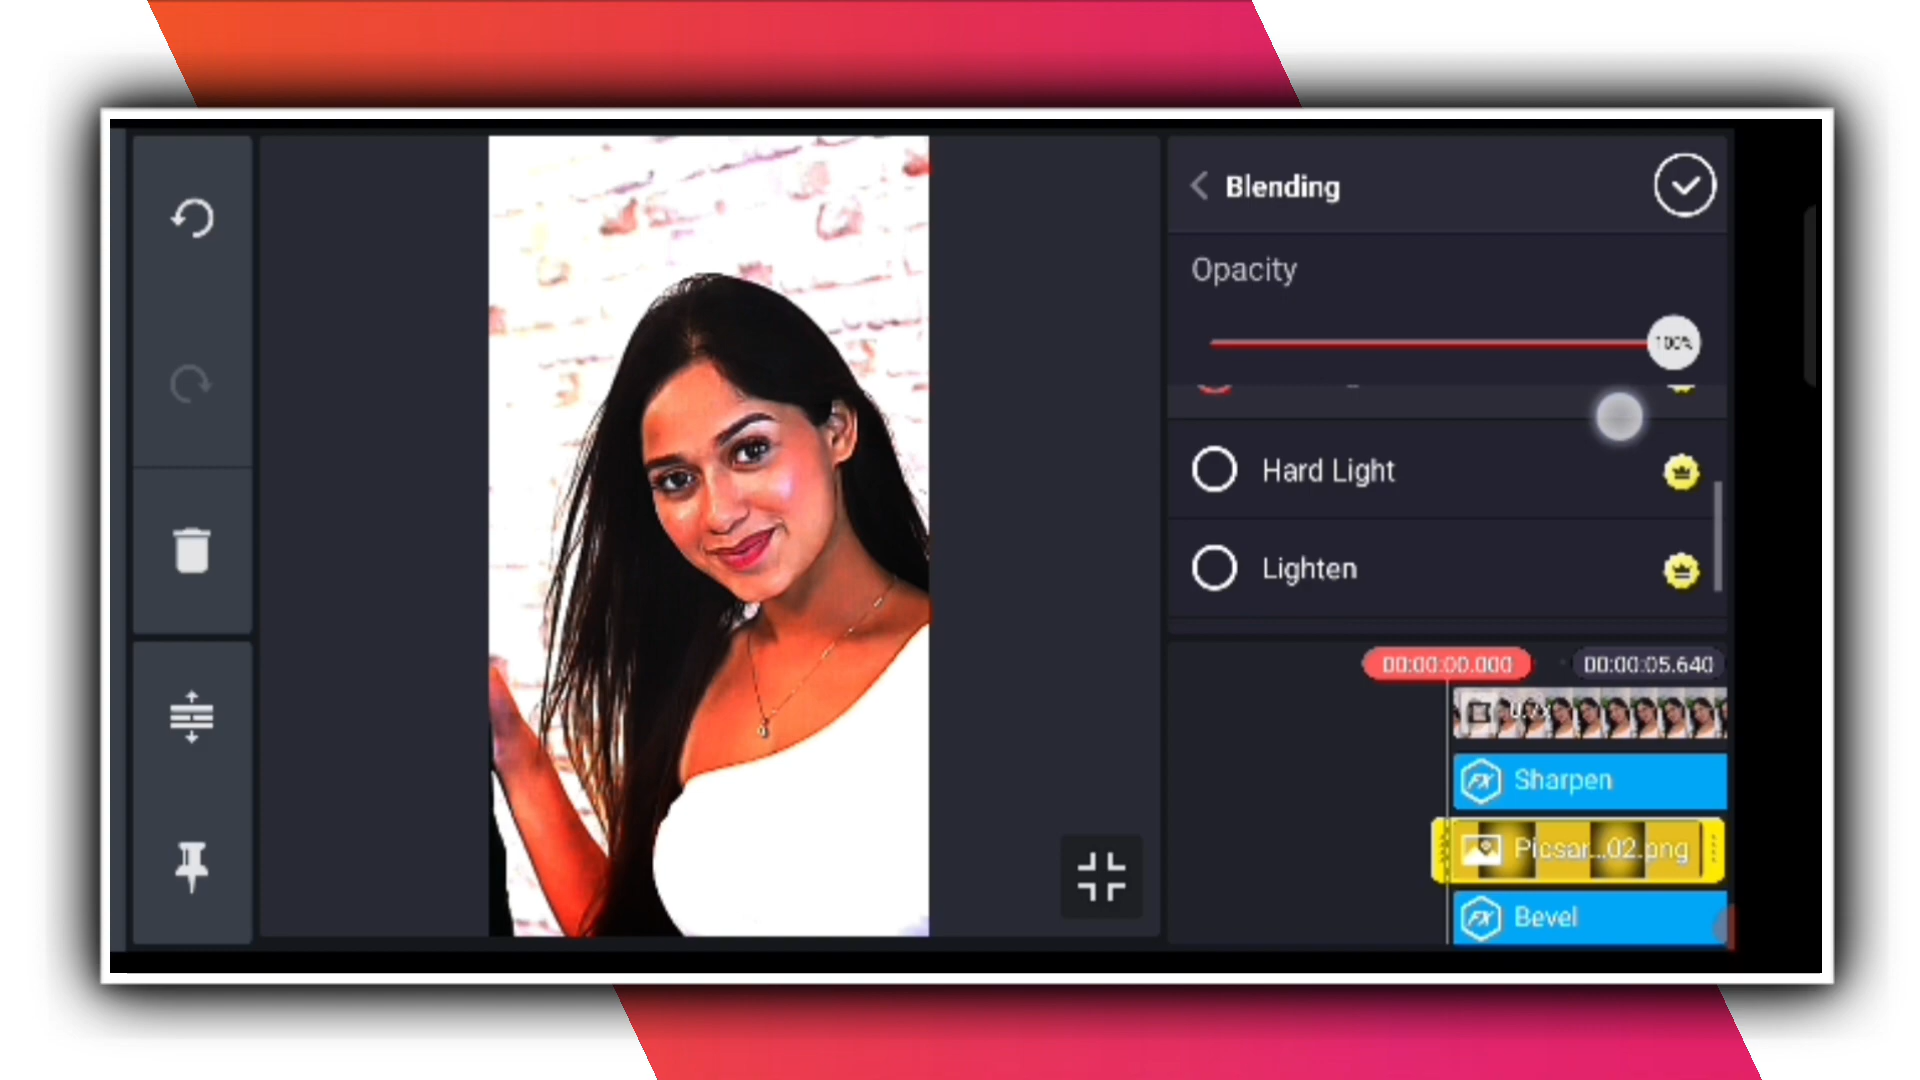 Blending
Opacity
100%
Hard Light
Lighten
00:00:00.000
00:00:05.640
Sharpen
Picsar...02.png
Bevel